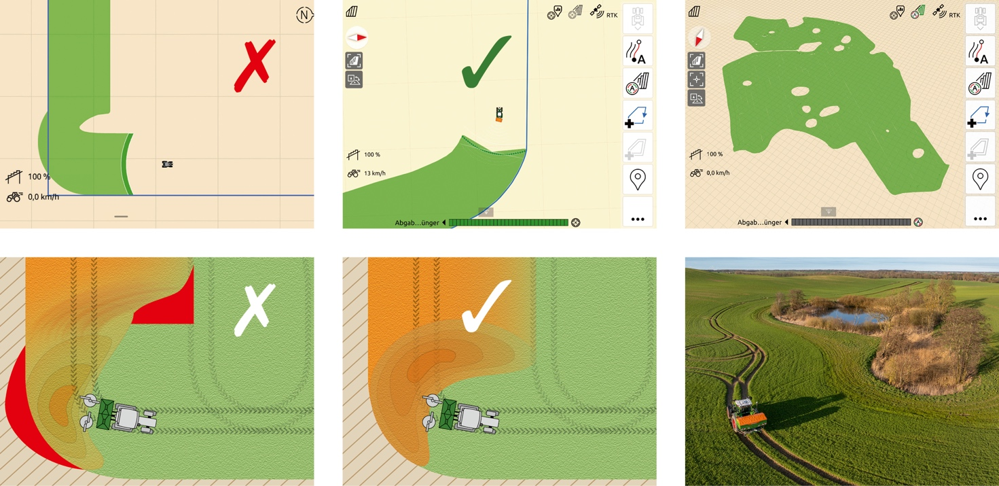 N
100 %
0,0 km/h
RTK
A
A
100 %
13 km/h
Abgab...ünger
RTK
A
A
A
100 %
0,0 km/h
Abgab...ünger
A